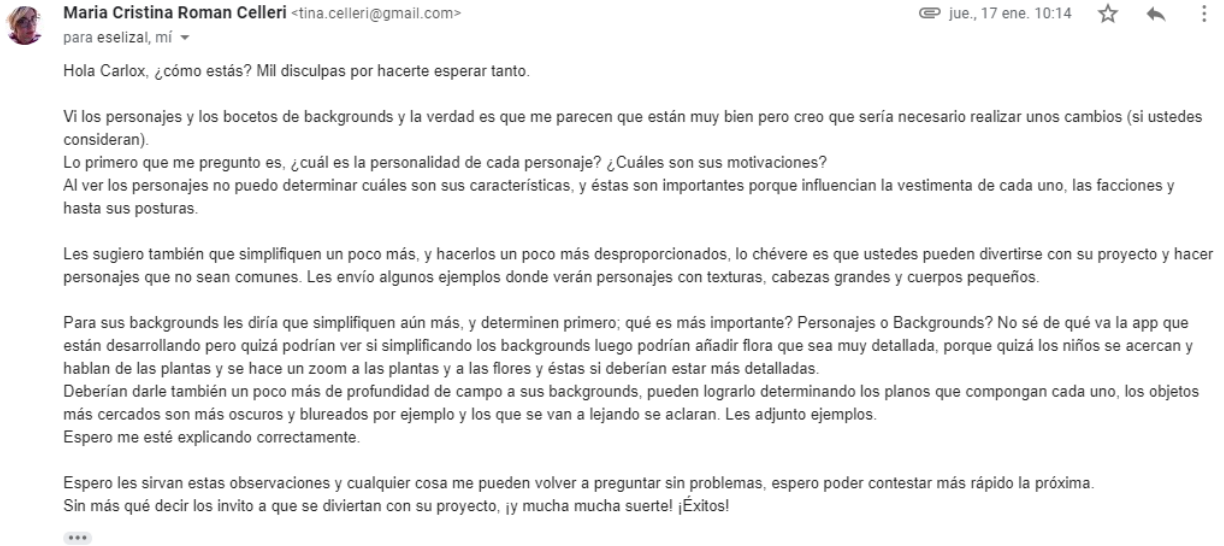 Maria Cristina Roman Celleri <tina.celleri@gmail.com>
jue., 17 ene. 10:14
para eselizal, mí
Hola Carlox, ¿cómo estás? Mil disculpas por hacerte esperar tanto.
Vi los personajes y los bocetos de backgrounds y la verdad es que me parecen que están muy bien pero creo que sería necesario realizar unos cambios (si ustedes
consideran).
Lo primero que me pregunto es, ¿cuál es la personalidad de cada personaje? ¿Cuáles son sus motivaciones?
Al ver los personajes no puedo determinar cuáles son sus características, y éstas son importantes porque influencian la vestimenta de cada uno, las facciones y
hasta sus posturas.
Les sugiero también que simplifiquen un poco más, y hacerlos un poco más desproporcionados, lo chévere es que ustedes pueden divertirse con su proyecto y hacer
personajes que no sean comunes. Les envío algunos ejemplos donde verán personajes con texturas, cabezas grandes y cuerpos pequeños.
Para sus backgrounds les diría que simplifiquen aún más, y determinen primero; qué es más importante? Personajes o Backgrounds? No sé de qué va la app que
están desarrollando pero quizá podrían ver si simplificando los backgrounds luego podrían añadir flora que sea muy detallada, porque quizá los niños se acercan y
hablan de las plantas y se hace un zoom a las plantas y a las flores y éstas si deberían estar más detalladas.
Deberían darle también un poco más de profundidad de campo a sus backgrounds, pueden lograrlo determinando los planos que compongan cada uno, los objetos
más cercados son más oscuros y blureados por ejemplo y los que se van a lejando se aclaran. Les adjunto ejemplos.
Espero me esté explicando correctamente.
Espero les sirvan estas observaciones y cualquier cosa me pueden volver a preguntar sin problemas, espero poder contestar más rápido la próxima.
Sin más qué decir los invito a que se diviertan con su proyecto, ¡y mucha mucha suerte! ¡Éxitos!